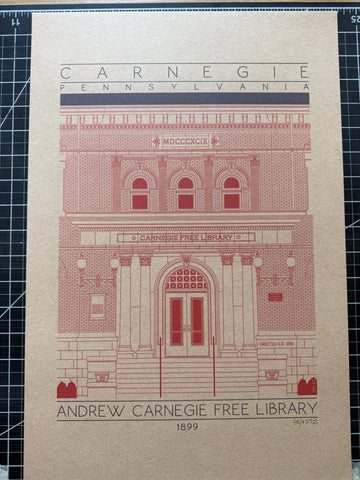 CARNEGIE
PENNSYLVANIA
MDCCCXCIX
CARNEGIE FREE LIBRARY
ANDREW CARNEGIE FREE LIBRARY
1899